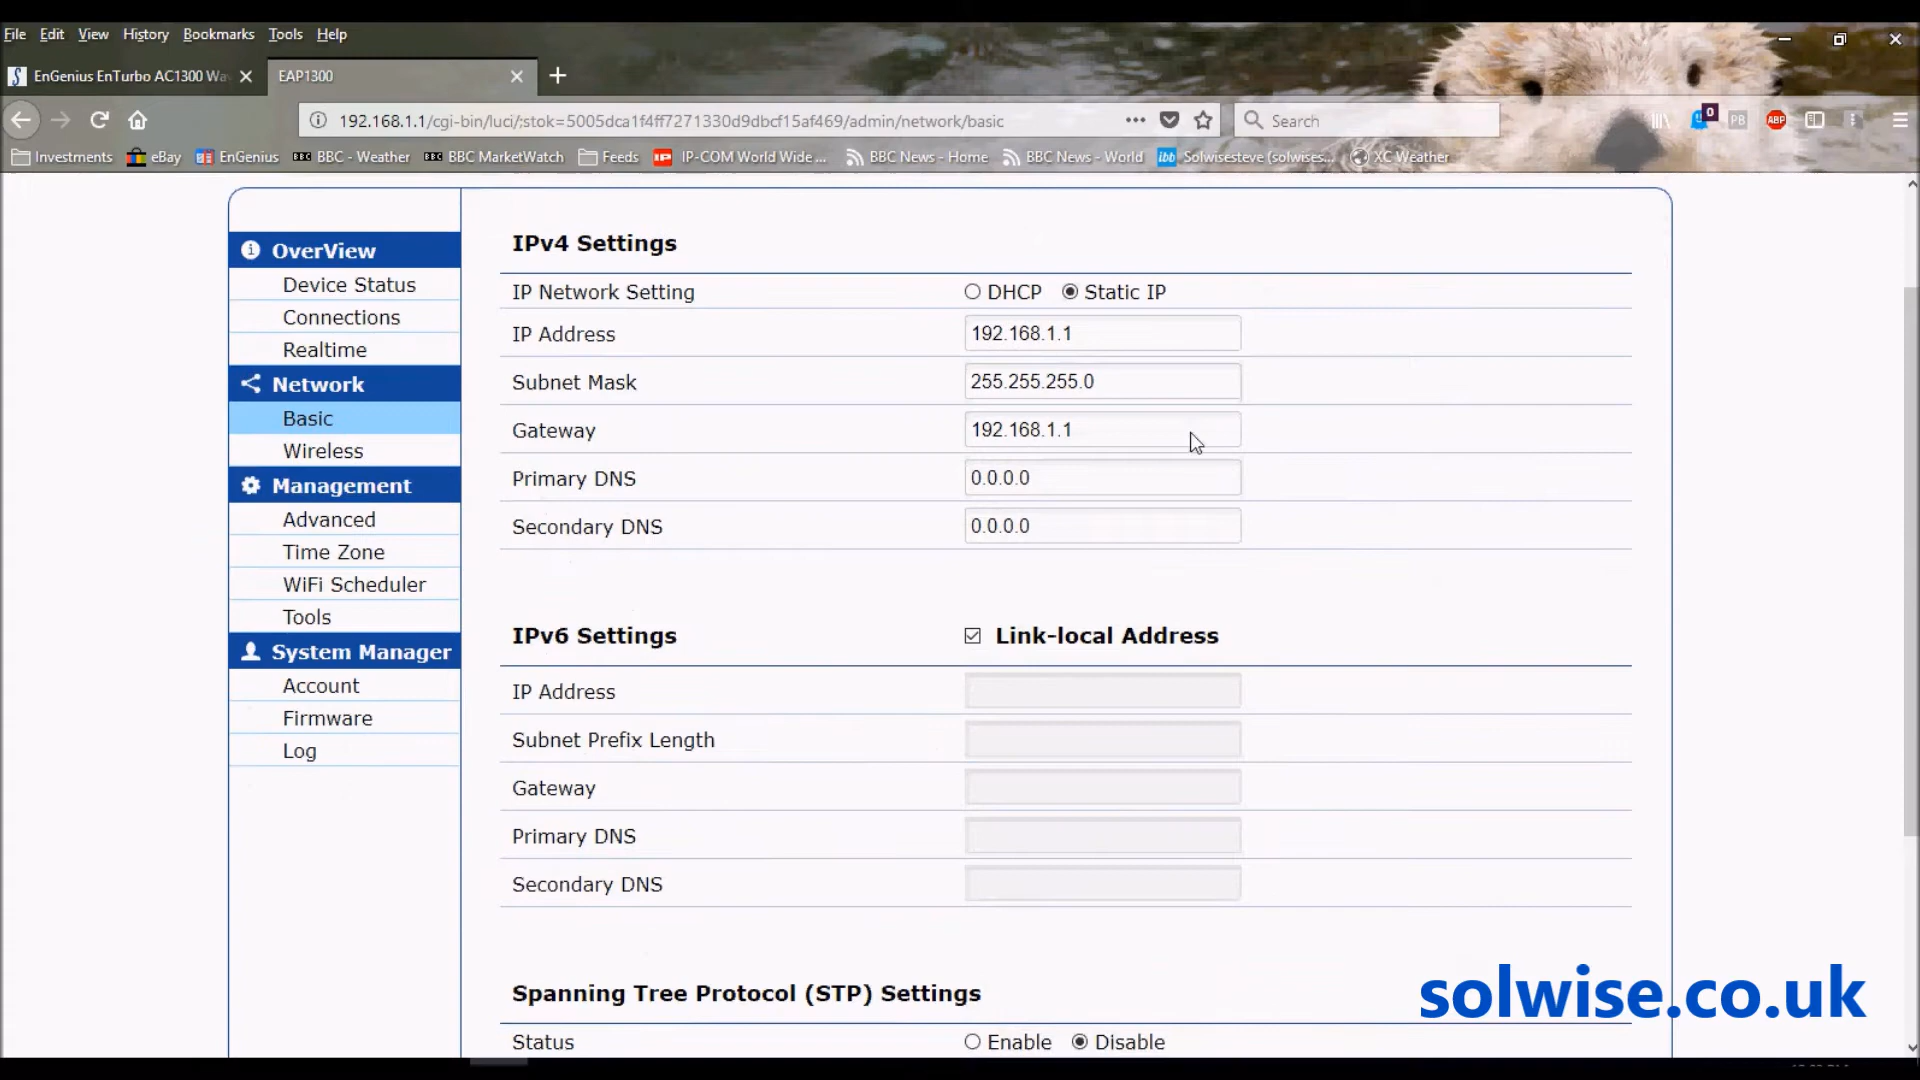 File Edit View History Bookmarks Tools Help
EnGenius EnTurbo AC1300 Wa
EAP1300
192.168.1.1/cgi-bin/luci/;stok=5005dca1f4ff7271330d9dbcf15af469/admin/network/basic
Search
0
PB
ABP
Investments eBay EnGenius BBC - Weather BBC MarketWatch Feeds IP-COM World Wide ... BBC News - Home BBC News - World Solwisesteve (solwises... XC Weather
OverView
Device Status
Connections
Realtime
Network
Basic
Wireless
Management
Advanced
Time Zone
WiFi Scheduler
Tools
System Manager
Account
Firmware
Log
IPv4 Settings
IP Network Setting DHCP Static IP
IP Address 192.168.1.1
Subnet Mask 255.255.255.0
Gateway 192.168.1.1
Primary DNS 0.0.0.0
Secondary DNS 0.0.0.0
IPv6 Settings Link-local Address
IP Address
Subnet Prefix Length
Gateway
Primary DNS
Secondary DNS
Spanning Tree Protocol (STP) Settings
Status Enable Disable
solwise.co.uk